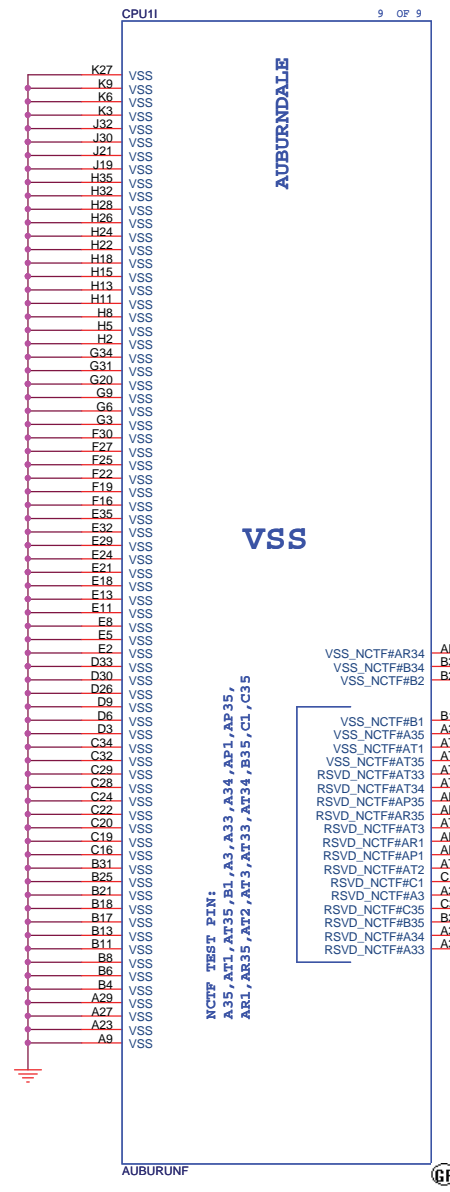 CPU1I
9 OF 9
AUBURNDALE
K27 VSS
K9 VSS
K6 VSS
K3 VSS
J32 VSS
J30 VSS
J21 VSS
J19 VSS
H35 VSS
H32 VSS
H28 VSS
H26 VSS
H24 VSS
H22 VSS
H18 VSS
H15 VSS
H13 VSS
H11 VSS
H8 VSS
H5 VSS
H2 VSS
G34 VSS
G31 VSS
G20 VSS
G9 VSS
G6 VSS
G3 VSS
F30 VSS
F27 VSS
F25 VSS
F22 VSS
F19 VSS
F16 VSS
E35 VSS
E32 VSS
E29 VSS
E24 VSS
E21 VSS
E18 VSS
E13 VSS
E11 VSS
E8 VSS
E5 VSS
E2 VSS
D33 VSS
D30 VSS
D26 VSS
D9 VSS
D6 VSS
D3 VSS
C34 VSS
C32 VSS
C29 VSS
C28 VSS
C24 VSS
C22 VSS
C20 VSS
C19 VSS
C16 VSS
B31 VSS
B25 VSS
B21 VSS
B18 VSS
B17 VSS
B13 VSS
B11 VSS
B8 VSS
B6 VSS
B4 VSS
A29 VSS
A27 VSS
A23 VSS
A9 VSS
VSS
NCTF TEST PIN:
A35,AT1,AT35,B1,A3,A33,A34,AP1,AP35,
AR1,AR35,AT2,AT3,AT33,AT34,B35,C1,C35
VSS_NCTF#AR34
VSS_NCTF#B34
VSS_NCTF#B2
VSS_NCTF#B1
VSS_NCTF#A35
VSS_NCTF#AT1
VSS_NCTF#AT35
RSVD_NCTF#AT33
RSVD_NCTF#AT34
RSVD_NCTF#AP35
RSVD_NCTF#AR35
RSVD_NCTF#AT3
RSVD_NCTF#AR1
RSVD_NCTF#AP1
RSVD_NCTF#AT2
RSVD_NCTF#C1
RSVD_NCTF#A3
RSVD_NCTF#C35
RSVD_NCTF#B35
RSVD_NCTF#A34
RSVD_NCTF#A33
AUBURUNF